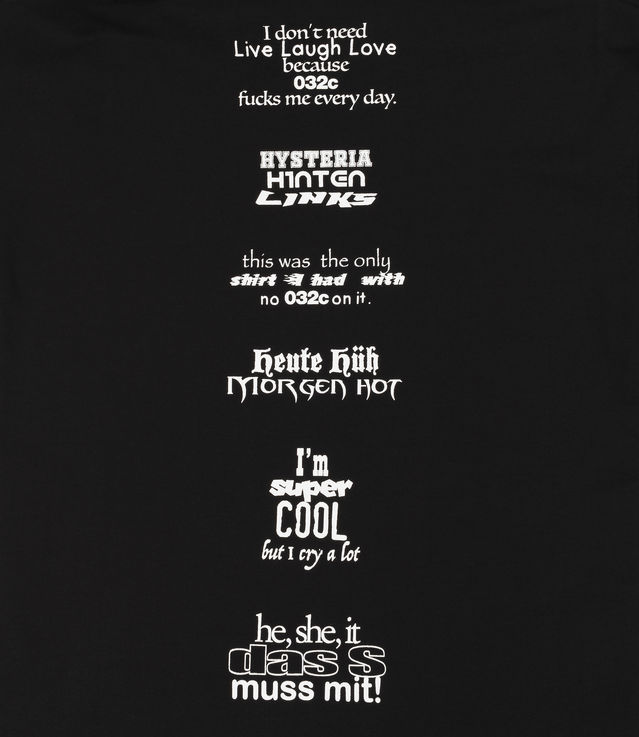 I don't need
Live Laugh Love
because
032c
fucks me every day.
HYSTERIA
HINTEN
LINKS
this was the only
shirt I had with
no 032c on it.
heute hüh
MORGEN HOT
I'm
super
COOL
but I cry a lot
he, she, it
das S
muss mit!